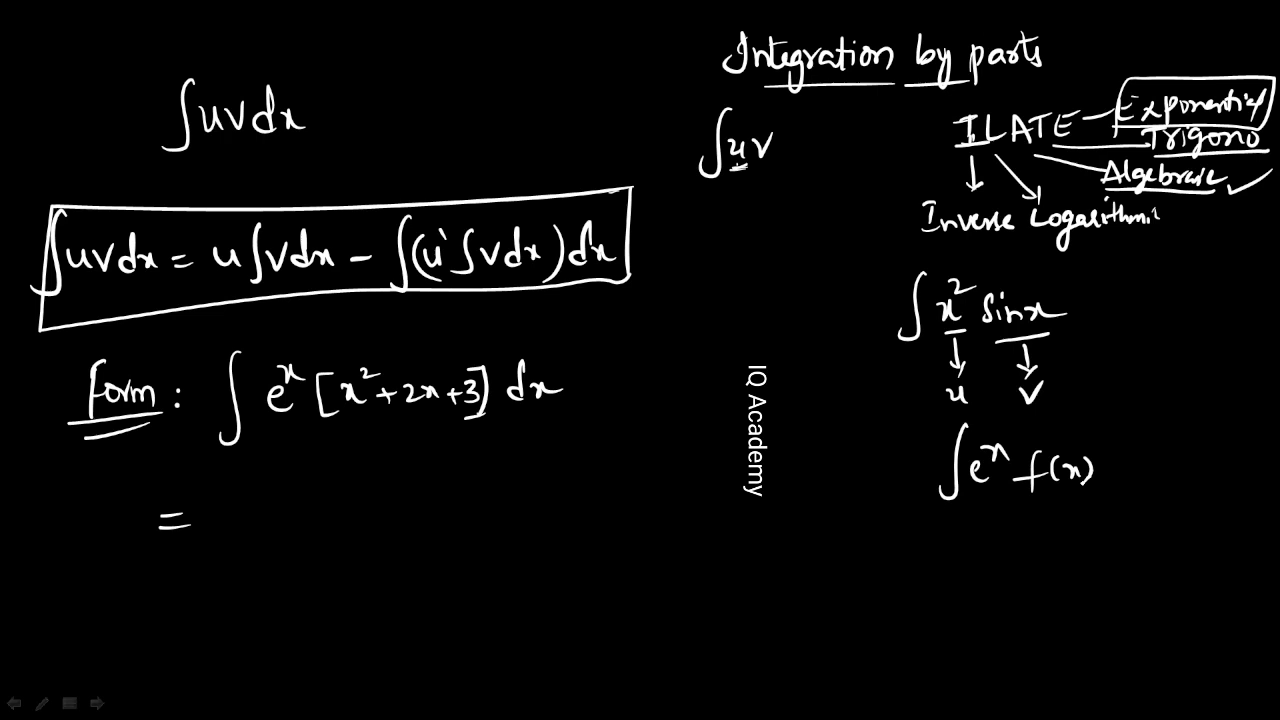 ∫uvdx
∫uvdx = u∫vdx - ∫(u'∫vdx)dx
Form : ∫ eˣ [x²+2x+3] dx
=
Integration by parts
∫uv
ILATE
Exponential
Trigono
Algebraic ✓
Inverse Logarithmic
∫ x² sinx
u v
∫eˣ f(x)
IQ Academy